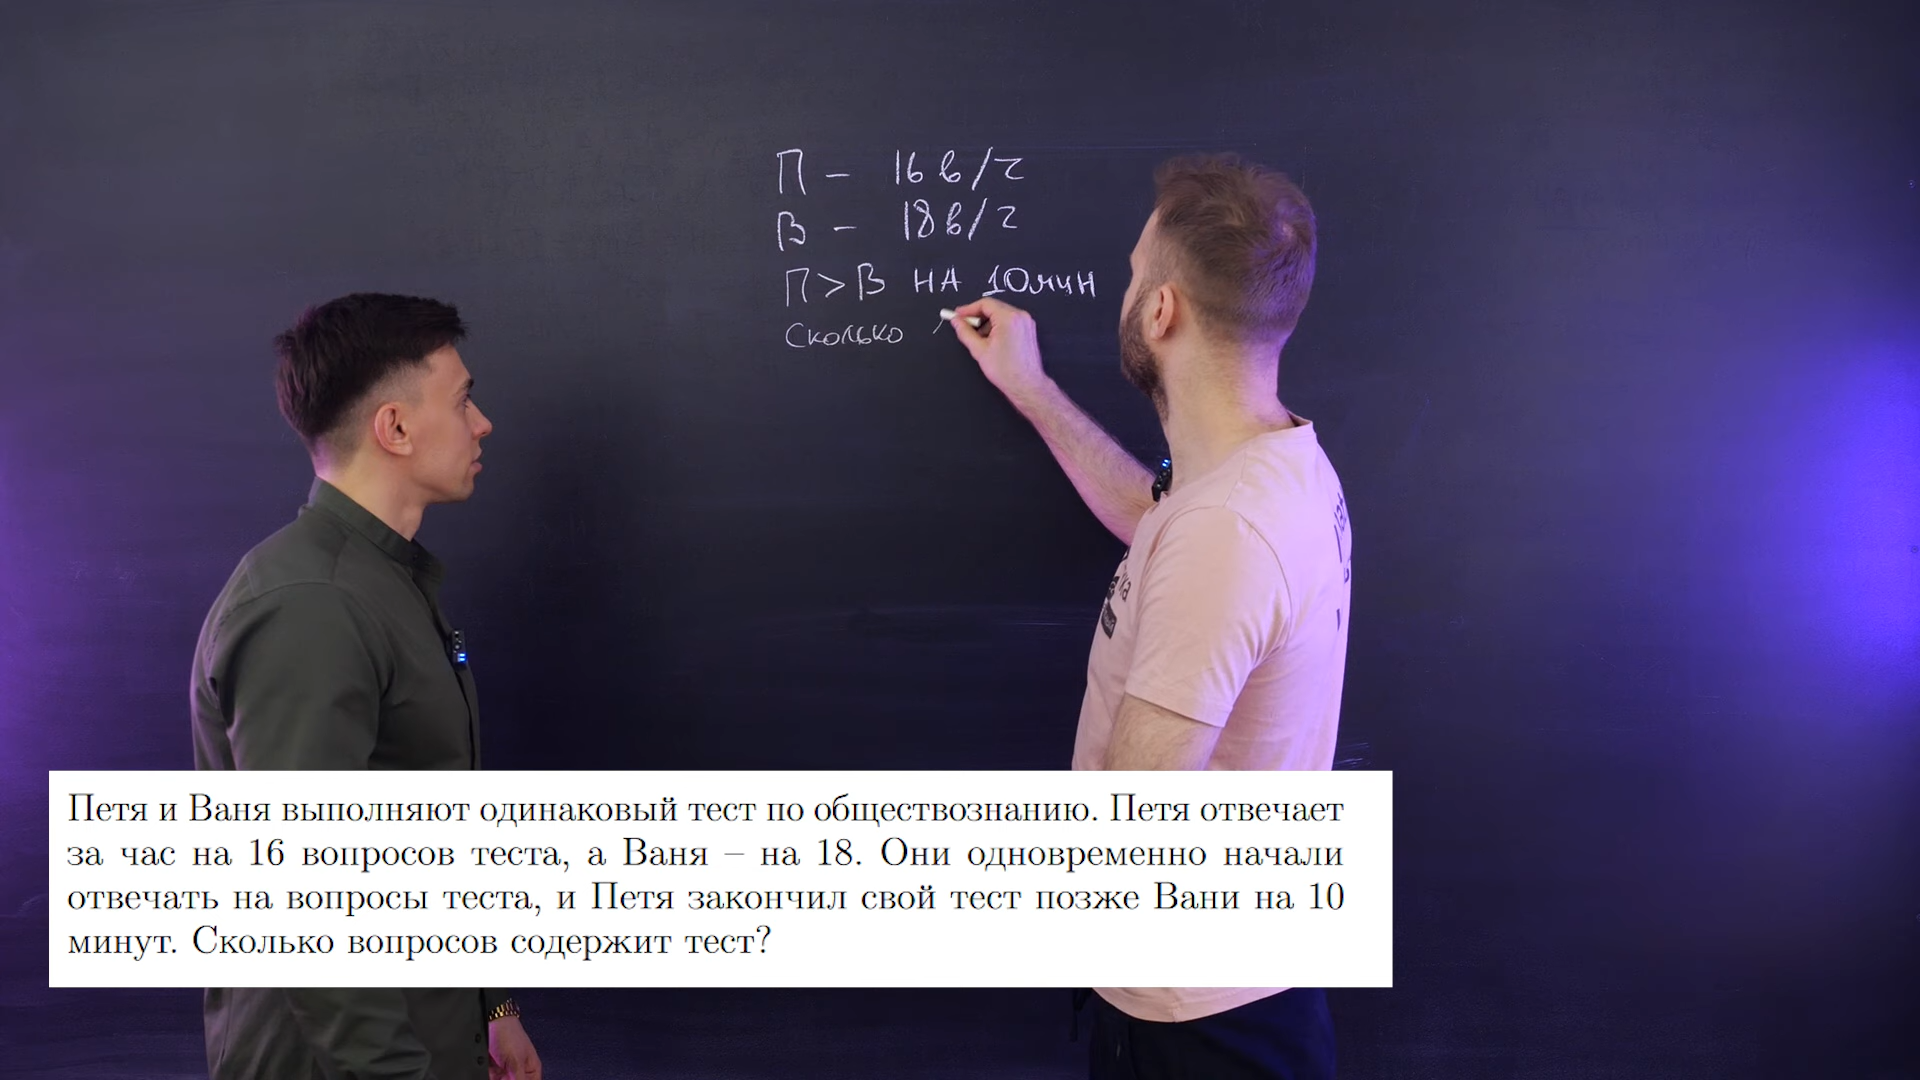 П – 16 в/ч
В – 18 в/ч
П > В НА 10мин
Сколько
Петя и Ваня выполняют одинаковый тест по обществознанию. Петя отвечает
за час на 16 вопросов теста, а Ваня – на 18. Они одновременно начали
отвечать на вопросы теста, и Петя закончил свой тест позже Вани на 10
минут. Сколько вопросов содержит тест?